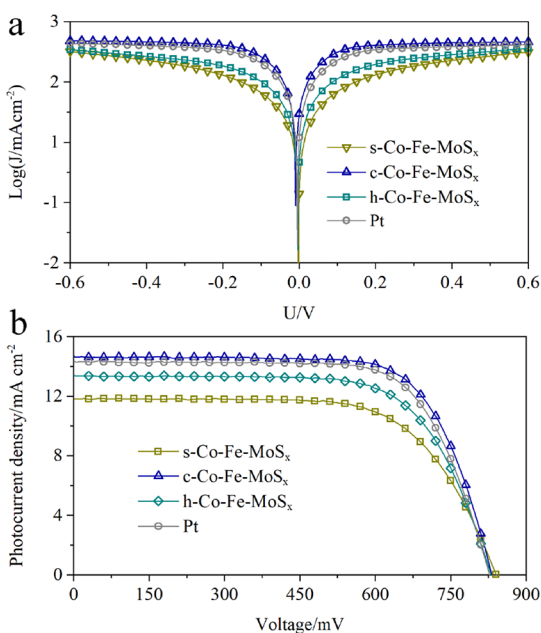 a
Log(J/mAcm⁻²)
3
2
1
-1
-2
s-Co-Fe-MoSₓ
c-Co-Fe-MoSₓ
h-Co-Fe-MoSₓ
Pt
-0.6 -0.4 -0.2 0.0 0.2 0.4 0.6
U/V
b
Photocurrent density/mA cm⁻²
16
12
8
4
0
s-Co-Fe-MoSₓ
c-Co-Fe-MoSₓ
h-Co-Fe-MoSₓ
Pt
0 150 300 450 600 750 900
Voltage/mV